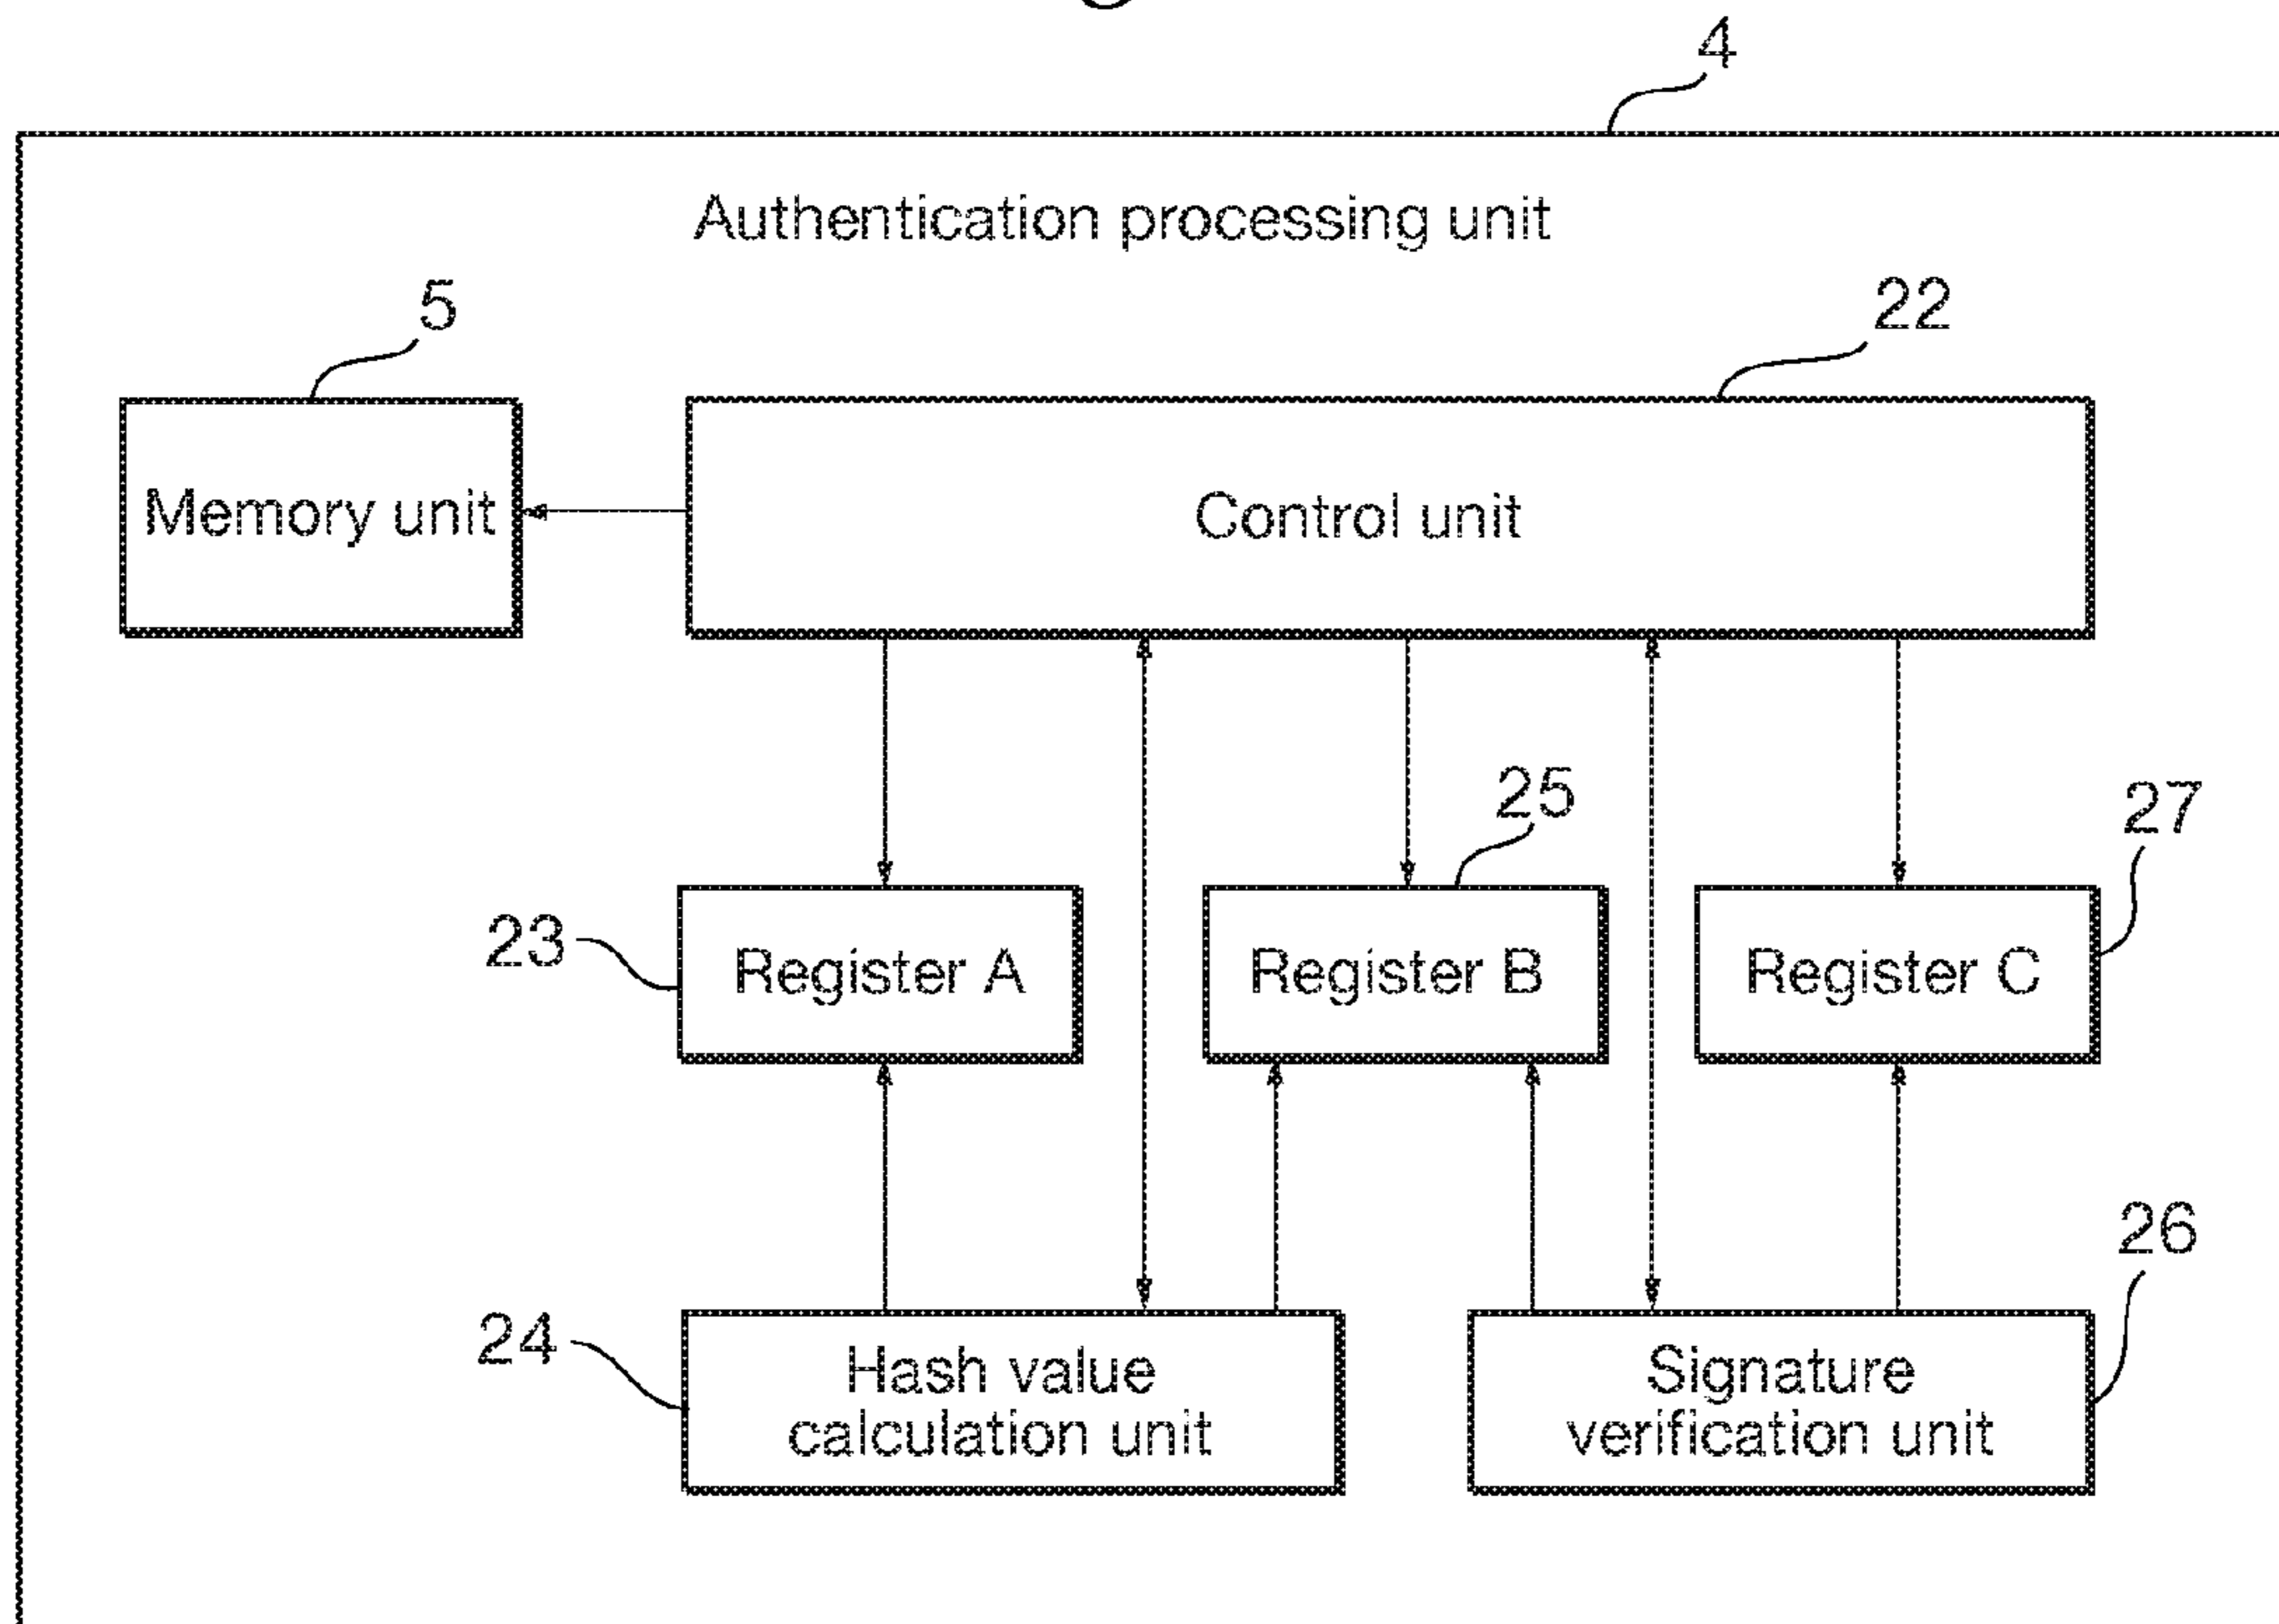 4
Authentication processing unit
5
22
Memory unit
Control unit
25
27
23
Register A
Register B
Register C
26
24
Hash value
calculation unit
Signature
verification unit